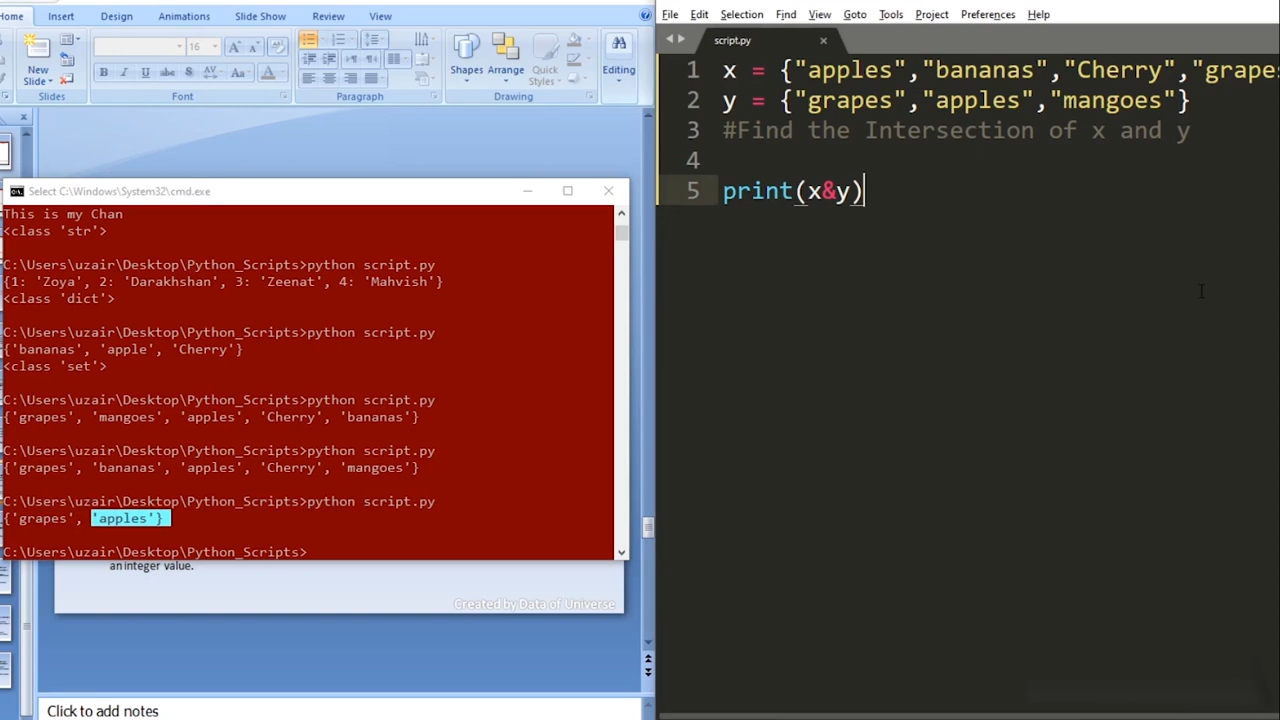 Home Insert Design Animations Slide Show Review View
16
New
Slide
Slides
Font
Paragraph
Shapes Arrange Quick
Styles
Drawing
Editing
Select C:\Windows\System32\cmd.exe
This is my Chan
<class 'str'>
C:\Users\uzair\Desktop\Python_Scripts>python script.py
{1: 'Zoya', 2: 'Darakhshan', 3: 'Zeenat', 4: 'Mahvish'}
<class 'dict'>
C:\Users\uzair\Desktop\Python_Scripts>python script.py
{'bananas', 'apple', 'Cherry'}
<class 'set'>
C:\Users\uzair\Desktop\Python_Scripts>python script.py
{'grapes', 'mangoes', 'apples', 'Cherry', 'bananas'}
C:\Users\uzair\Desktop\Python_Scripts>python script.py
{'grapes', 'bananas', 'apples', 'Cherry', 'mangoes'}
C:\Users\uzair\Desktop\Python_Scripts>python script.py
{'grapes', 'apples'}
C:\Users\uzair\Desktop\Python_Scripts>
an integer value.
Created by Data of Universe
Click to add notes
File Edit Selection Find View Goto Tools Project Preferences Help
script.py
1 x = {"apples","bananas","Cherry","grapes
2 y = {"grapes","apples","mangoes"}
3 #Find the Intersection of x and y
4
5 print(x&y)